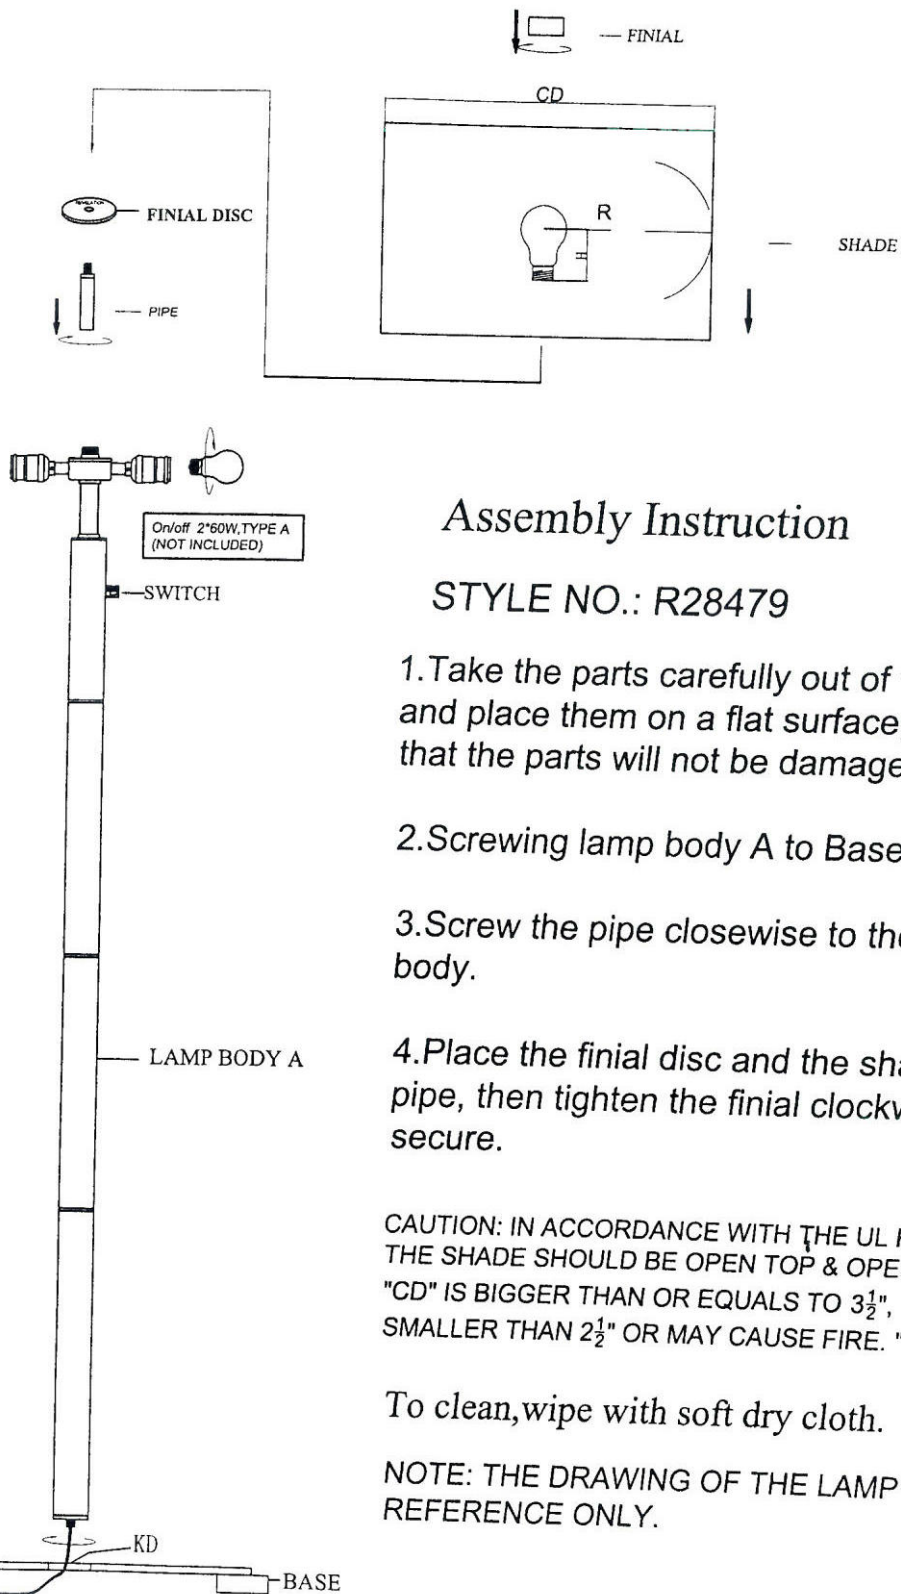 FINIAL
CD
FINIAL DISC
R
H
SHADE
PIPE
On/off 2*60W,TYPE A
(NOT INCLUDED)
SWITCH
Assembly Instruction
STYLE NO.: R28479
1.Take the parts carefully out of
and place them on a flat surface
that the parts will not be damage
2.Screwing lamp body A to Base
3.Screw the pipe closewise to the
body.
LAMP BODY A
4.Place the finial disc and the sha
pipe, then tighten the finial clockw
secure.
CAUTION: IN ACCORDANCE WITH THE UL
THE SHADE SHOULD BE OPEN TOP & OPE
"CD" IS BIGGER THAN OR EQUALS TO 3½",
SMALLER THAN 2½" OR MAY CAUSE FIRE. "
To clean,wipe with soft dry cloth.
NOTE: THE DRAWING OF THE LAMP
REFERENCE ONLY.
KD
BASE